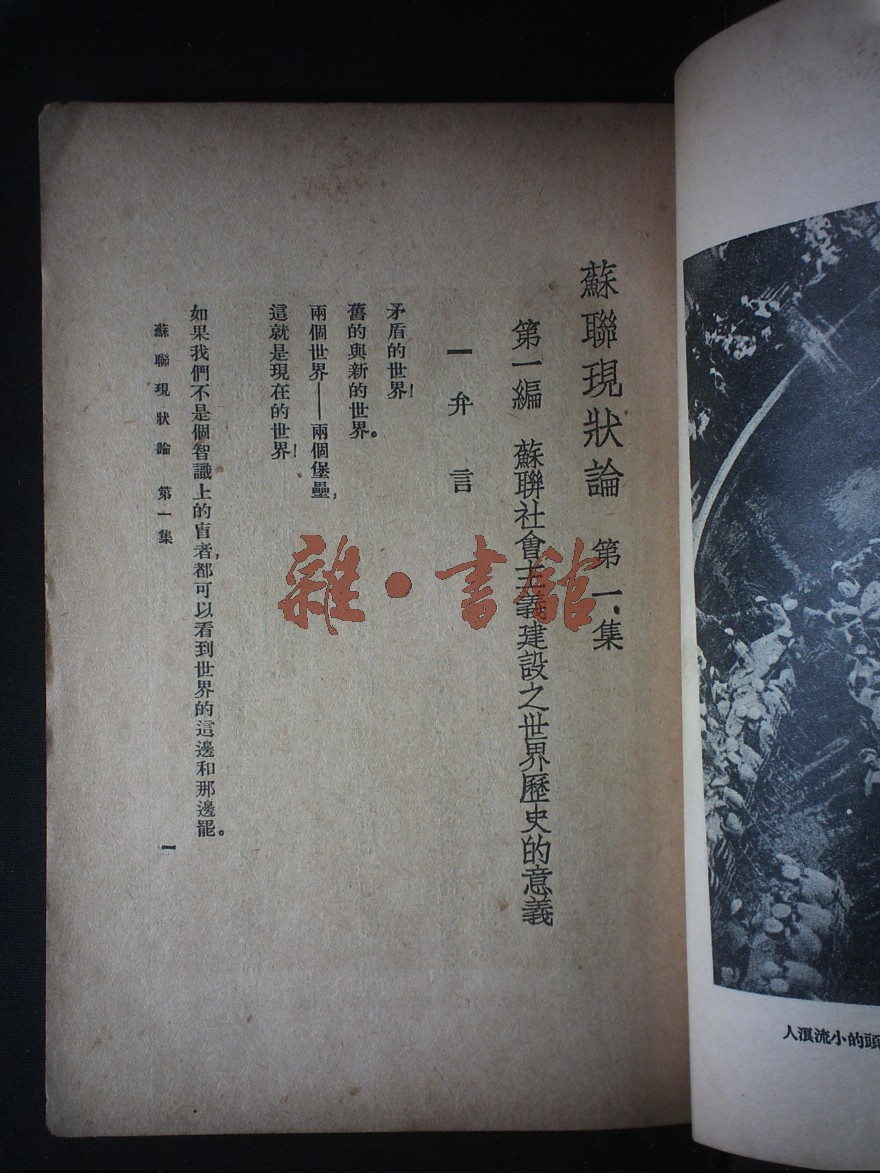 蘇聯現狀論 第一集
第一編 蘇聯社會主義建設之世界歷史的意義
一 弁言
矛盾的世界!
舊的與新的世界。
兩個世界——兩個堡壘,
這就是現在的世界!
如果我們不是個智識上的盲者,都可以看到世界的這邊和那邊罷。
蘇聯現狀論 第一集
一
雜·書館
人浪流小的頭